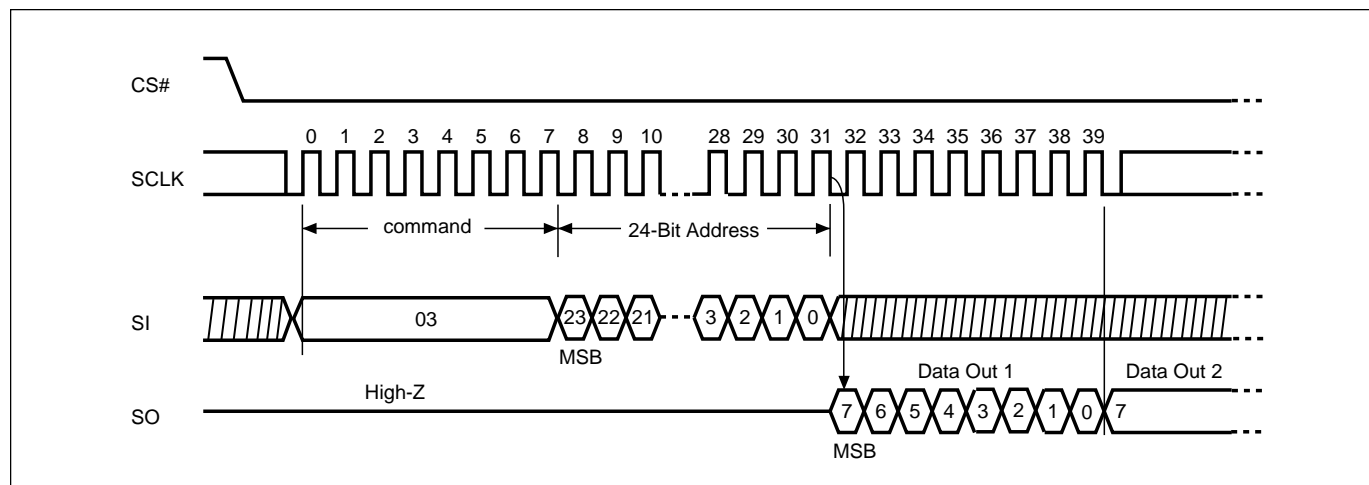 CS#
0 1 2 3 4 5 6 7 8 9 10 28 29 30 31 32 33 34 35 36 37 38 39
SCLK
command 24-Bit Address
SI 03 23 22 21 3 2 1 0
MSB
Data Out 1 Data Out 2
High-Z
SO 7 6 5 4 3 2 1 0 7
MSB